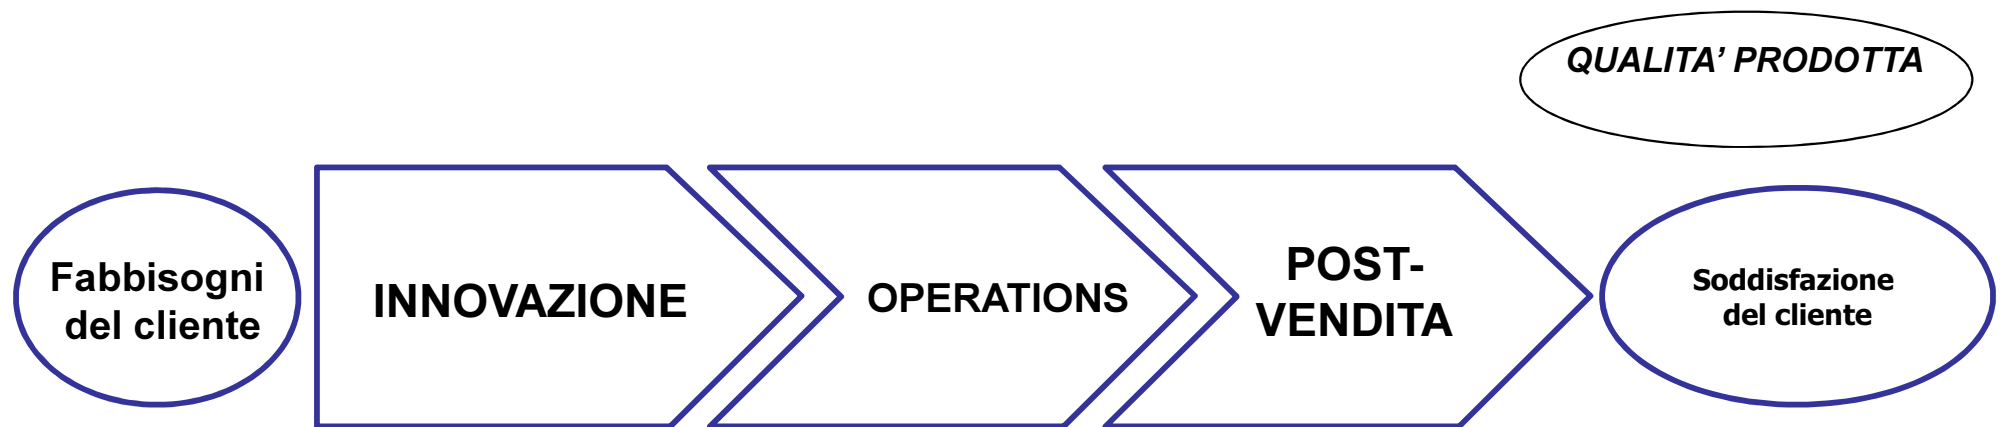 QUALITA’ PRODOTTA
Fabbisogni
del cliente
INNOVAZIONE
OPERATIONS
POST-
VENDITA
Soddisfazione
del cliente